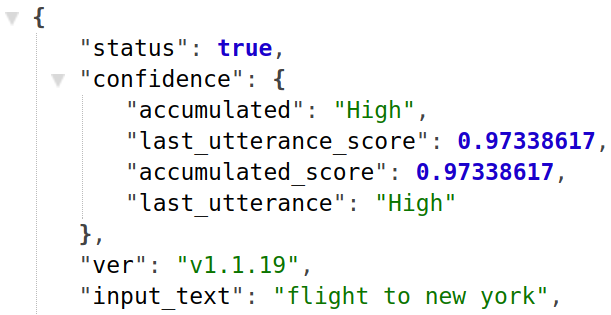 {
"status": true,
"confidence": {
"accumulated": "High",
"last_utterance_score": 0.97338617,
"accumulated_score": 0.97338617,
"last_utterance": "High"
},
"ver": "v1.1.19",
"input_text": "flight to new york",